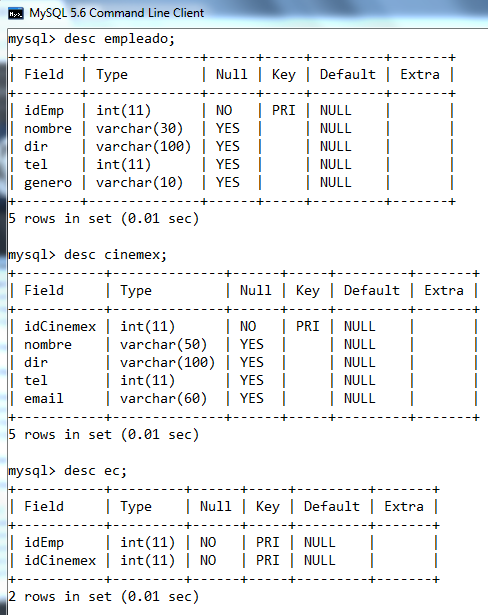 MySQL 5.6 Command Line Client
mysql> desc empleado;
+--------+--------------+------+-----+---------+-------+
| Field  | Type         | Null | Key | Default | Extra |
+--------+--------------+------+-----+---------+-------+
| idEmp  | int(11)      | NO   | PRI | NULL    |       |
| nombre | varchar(30)  | YES  |     | NULL    |       |
| dir    | varchar(100) | YES  |     | NULL    |       |
| tel    | int(11)      | YES  |     | NULL    |       |
| genero | varchar(10)  | YES  |     | NULL    |       |
+--------+--------------+------+-----+---------+-------+
5 rows in set (0.01 sec)
mysql> desc cinemex;
+-----------+--------------+------+-----+---------+-------+
| Field     | Type         | Null | Key | Default | Extra |
+-----------+--------------+------+-----+---------+-------+
| idCinemex | int(11)      | NO   | PRI | NULL    |       |
| nombre    | varchar(50)  | YES  |     | NULL    |       |
| dir       | varchar(100) | YES  |     | NULL    |       |
| tel       | int(11)      | YES  |     | NULL    |       |
| email     | varchar(60)  | YES  |     | NULL    |       |
+-----------+--------------+------+-----+---------+-------+
5 rows in set (0.01 sec)
mysql> desc ec;
+-----------+---------+------+-----+---------+-------+
| Field     | Type    | Null | Key | Default | Extra |
+-----------+---------+------+-----+---------+-------+
| idEmp     | int(11) | NO   | PRI | NULL    |       |
| idCinemex | int(11) | NO   | PRI | NULL    |       |
+-----------+---------+------+-----+---------+-------+
2 rows in set (0.01 sec)